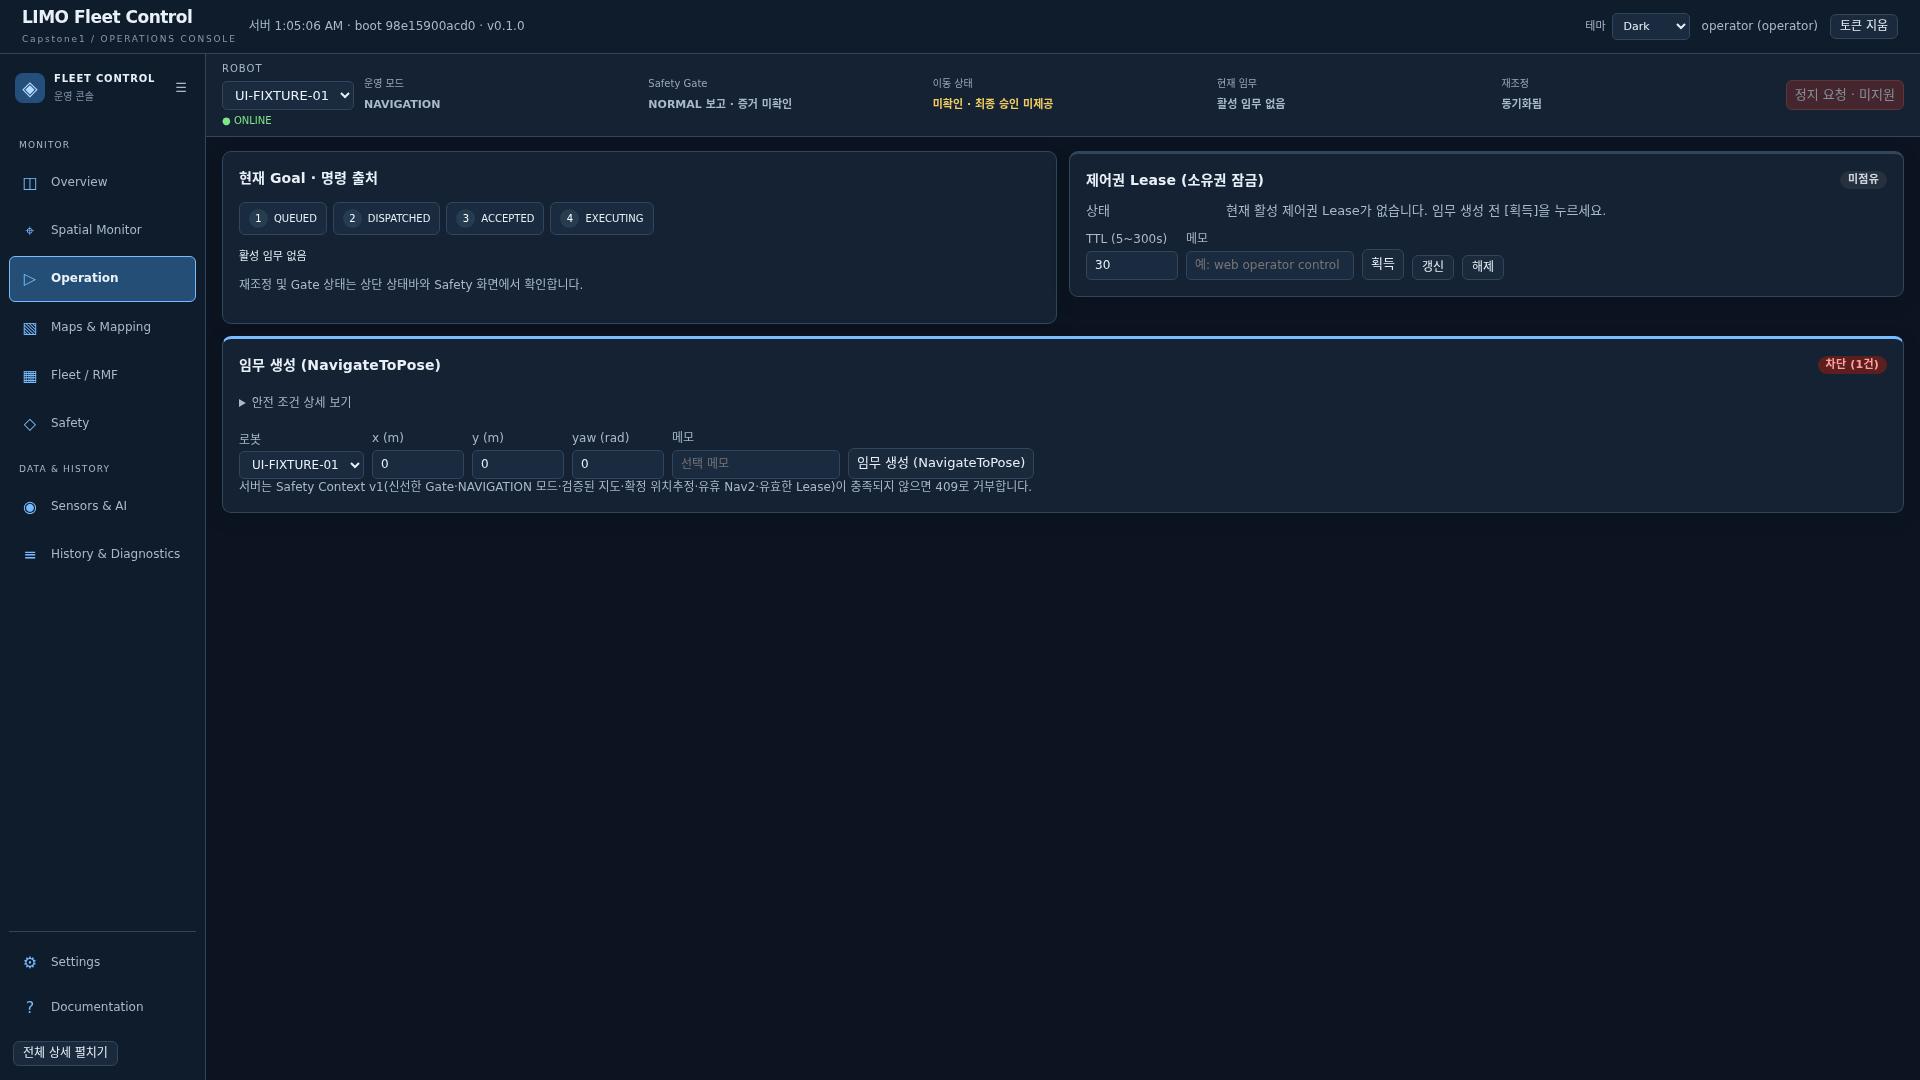 LIMO Fleet Control
Capstone1 / OPERATIONS CONSOLE
서버 1:05:06 AM · boot 98e15900acd0 · v0.1.0
테마
Dark
operator (operator)
토큰 지움
FLEET CONTROL
운영 콘솔
MONITOR
Overview
Spatial Monitor
Operation
Maps & Mapping
Fleet / RMF
Safety
DATA & HISTORY
Sensors & AI
History & Diagnostics
Settings
Documentation
전체 상세 펼치기
ROBOT
UI-FIXTURE-01
ONLINE
운영 모드
NAVIGATION
Safety Gate
NORMAL 보고 · 증거 미확인
이동 상태
미확인 · 최종 승인 미제공
현재 임무
활성 임무 없음
재조정
동기화됨
정지 요청 · 미지원
현재 Goal · 명령 출처
1 QUEUED
2 DISPATCHED
3 ACCEPTED
4 EXECUTING
활성 임무 없음
재조정 및 Gate 상태는 상단 상태바와 Safety 화면에서 확인합니다.
제어권 Lease (소유권 잠금)
미점유
상태
현재 활성 제어권 Lease가 없습니다. 임무 생성 전 [획득]을 누르세요.
TTL (5~300s)
메모
30
예: web operator control
획득
갱신
해제
임무 생성 (NavigateToPose)
차단 (1건)
▶ 안전 조건 상세 보기
로봇
x (m)
y (m)
yaw (rad)
메모
UI-FIXTURE-01
0
0
0
선택 메모
임무 생성 (NavigateToPose)
서버는 Safety Context v1(신선한 Gate·NAVIGATION 모드·검증된 지도·확정 위치추정·유휴 Nav2·유효한 Lease)이 충족되지 않으면 409로 거부합니다.